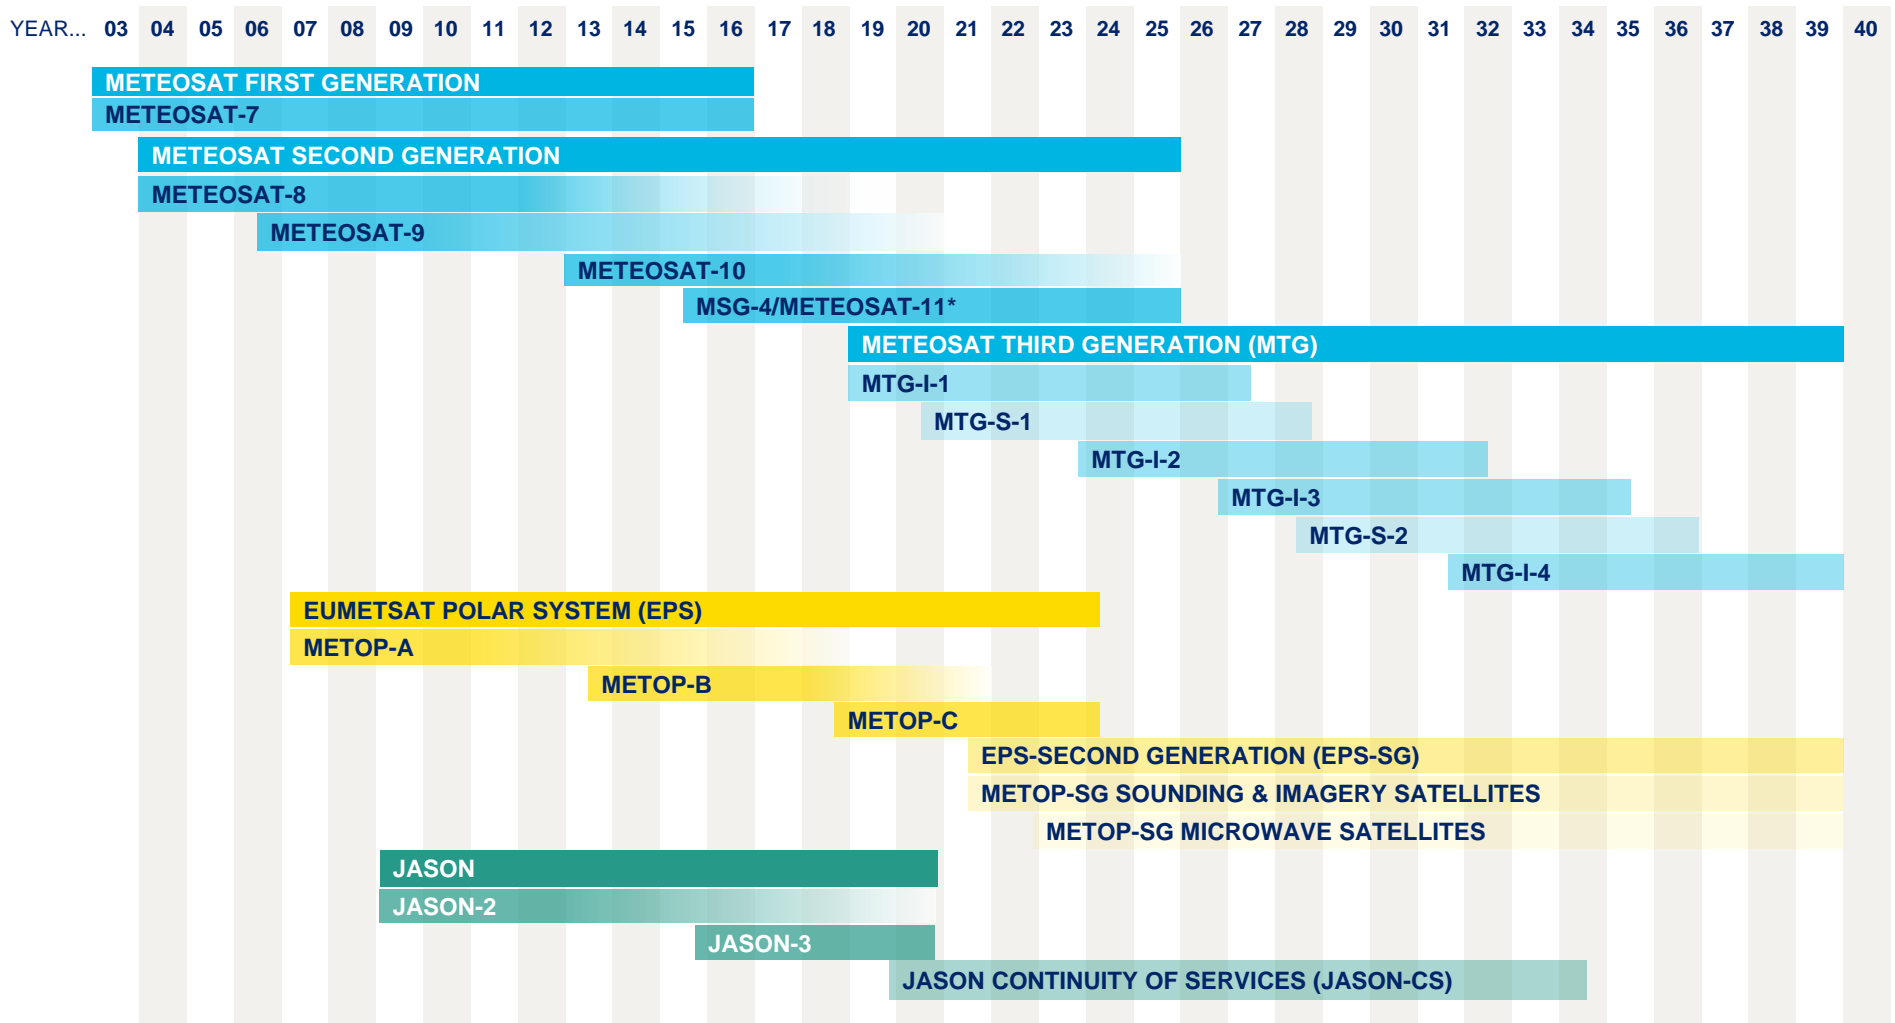 YEAR... 03 04 05 06 07 08 09 10 11 12 13 14 15 16 17 18 19 20 21 22 23 24 25 26 27 28 29 30 31 32 33 34 35 36 37 38 39 40
METEOSAT FIRST GENERATION
METEOSAT-7
METEOSAT SECOND GENERATION
METEOSAT-8
METEOSAT-9
METEOSAT-10
MSG-4/METEOSAT-11*
METEOSAT THIRD GENERATION (MTG)
MTG-I-1
MTG-S-1
MTG-I-2
MTG-I-3
MTG-S-2
MTG-I-4
EUMETSAT POLAR SYSTEM (EPS)
METOP-A
METOP-B
METOP-C
EPS-SECOND GENERATION (EPS-SG)
METOP-SG SOUNDING & IMAGERY SATELLITES
METOP-SG MICROWAVE SATELLITES
JASON
JASON-2
JASON-3
JASON CONTINUITY OF SERVICES (JASON-CS)